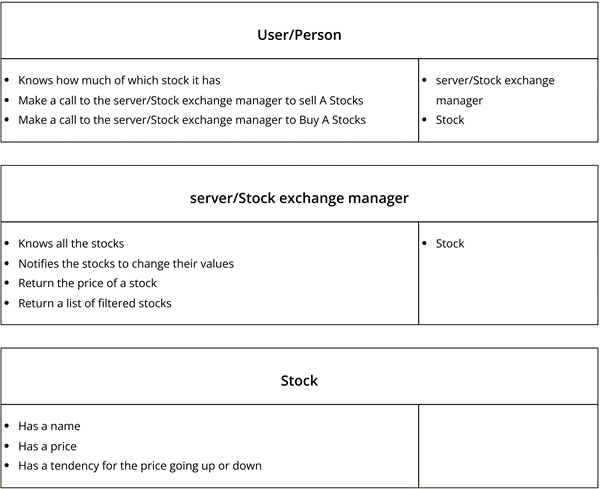 User/Person
Knows how much of which stock it has
Make a call to the server/Stock exchange manager to sell A Stocks
Make a call to the server/Stock exchange manager to Buy A Stocks
server/Stock exchange
manager
Stock
server/Stock exchange manager
Knows all the stocks
Notifies the stocks to change their values
Return the price of a stock
Return a list of filtered stocks
Stock
Stock
Has a name
Has a price
Has a tendency for the price going up or down